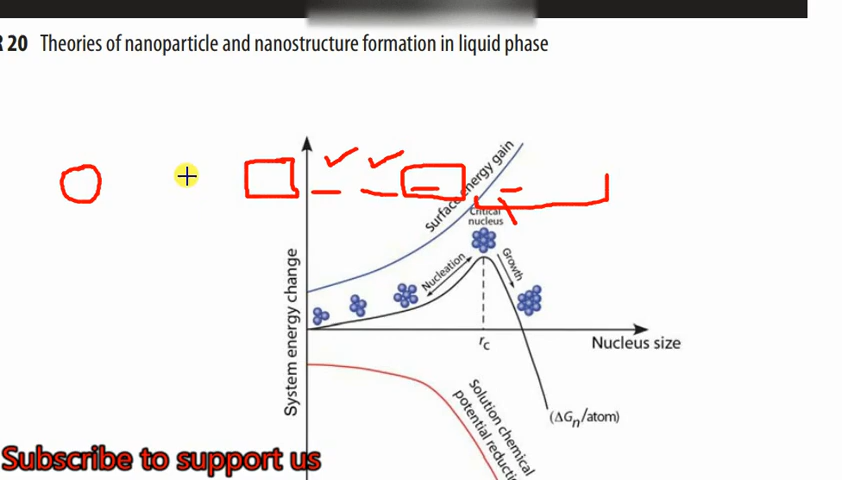 20 Theories of nanoparticle and nanostructure formation in liquid phase
Surface energy gain
Critical
nucleus
Nucleation
Growth
System energy change
rc
Nucleus size
(ΔGn/atom)
Solution chemical
potential reducti
Subscribe to support us